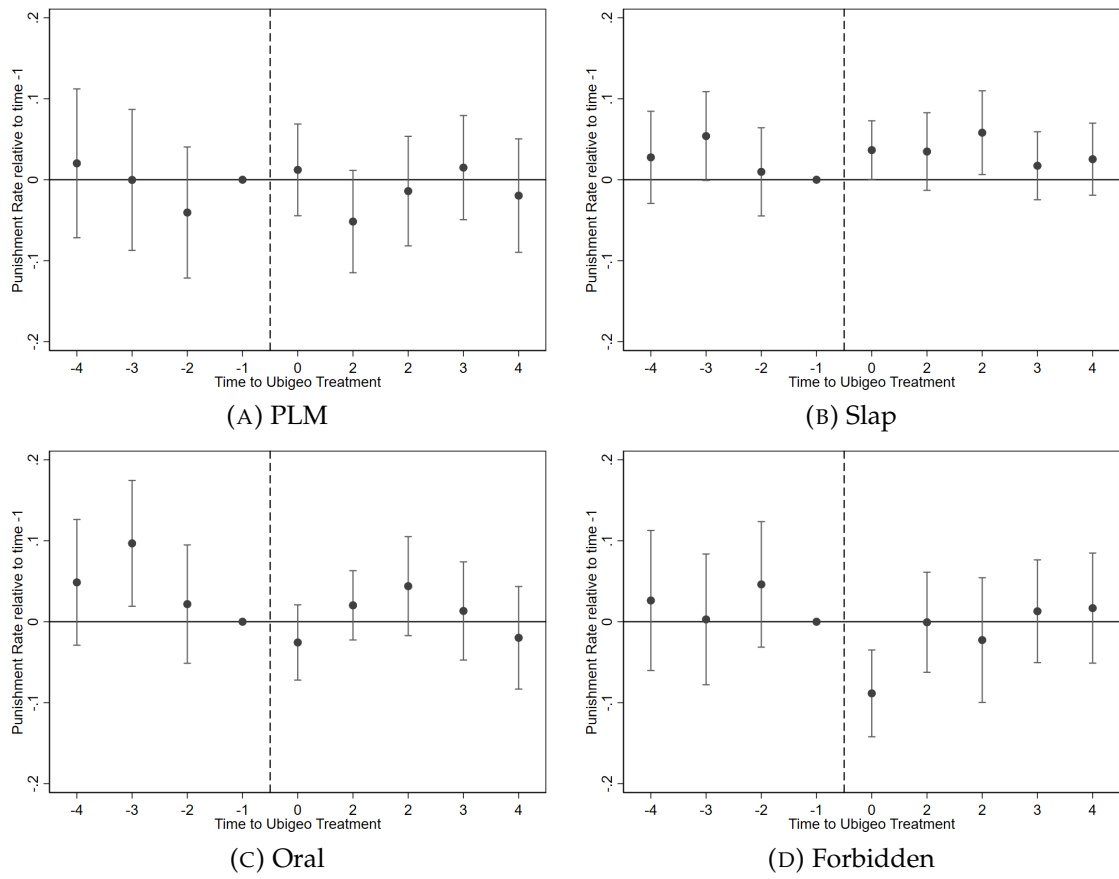 Punishment Rate relative to time -1
.2
.1
0
-.1
-.2
-4 -3 -2 -1 0 2 2 3 4
Time to Ubigeo Treatment
(A) PLM
Punishment Rate relative to time -1
.2
.1
0
-.1
-.2
-4 -3 -2 -1 0 2 2 3 4
Time to Ubigeo Treatment
(B) Slap
Punishment Rate relative to time -1
.2
.1
0
-.1
-.2
-4 -3 -2 -1 0 2 2 3 4
Time to Ubigeo Treatment
(C) Oral
Punishment Rate relative to time -1
.2
.1
0
-.1
-.2
-4 -3 -2 -1 0 2 2 3 4
Time to Ubigeo Treatment
(D) Forbidden